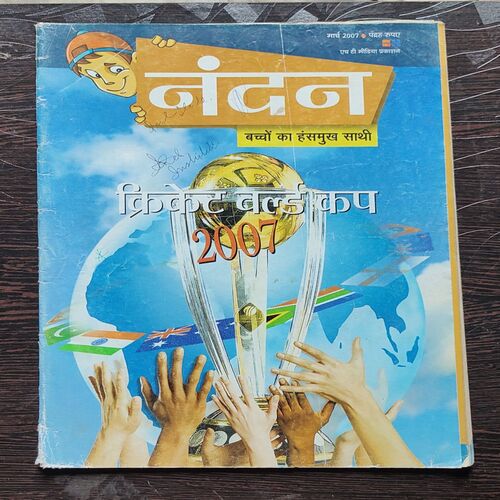 मार्च 2007 • पंद्रह रुपए
एच टी मीडिया प्रकाशन
नंदन
बच्चों का हंसमुख साथी
क्रिकेट वर्ल्ड कप
2007